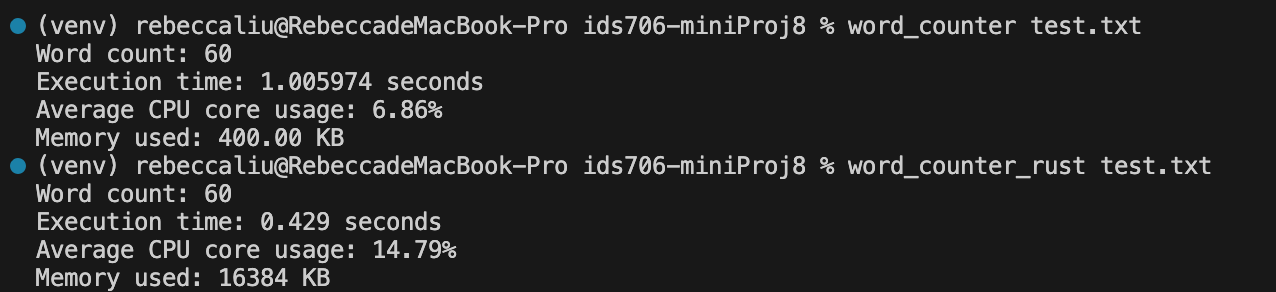 (venv) rebeccaliu@RebeccadeMacBook-Pro ids706-miniProj8 % word_counter test.txt
Word count: 60
Execution time: 1.005974 seconds
Average CPU core usage: 6.86%
Memory used: 400.00 KB
(venv) rebeccaliu@RebeccadeMacBook-Pro ids706-miniProj8 % word_counter_rust test.txt
Word count: 60
Execution time: 0.429 seconds
Average CPU core usage: 14.79%
Memory used: 16384 KB